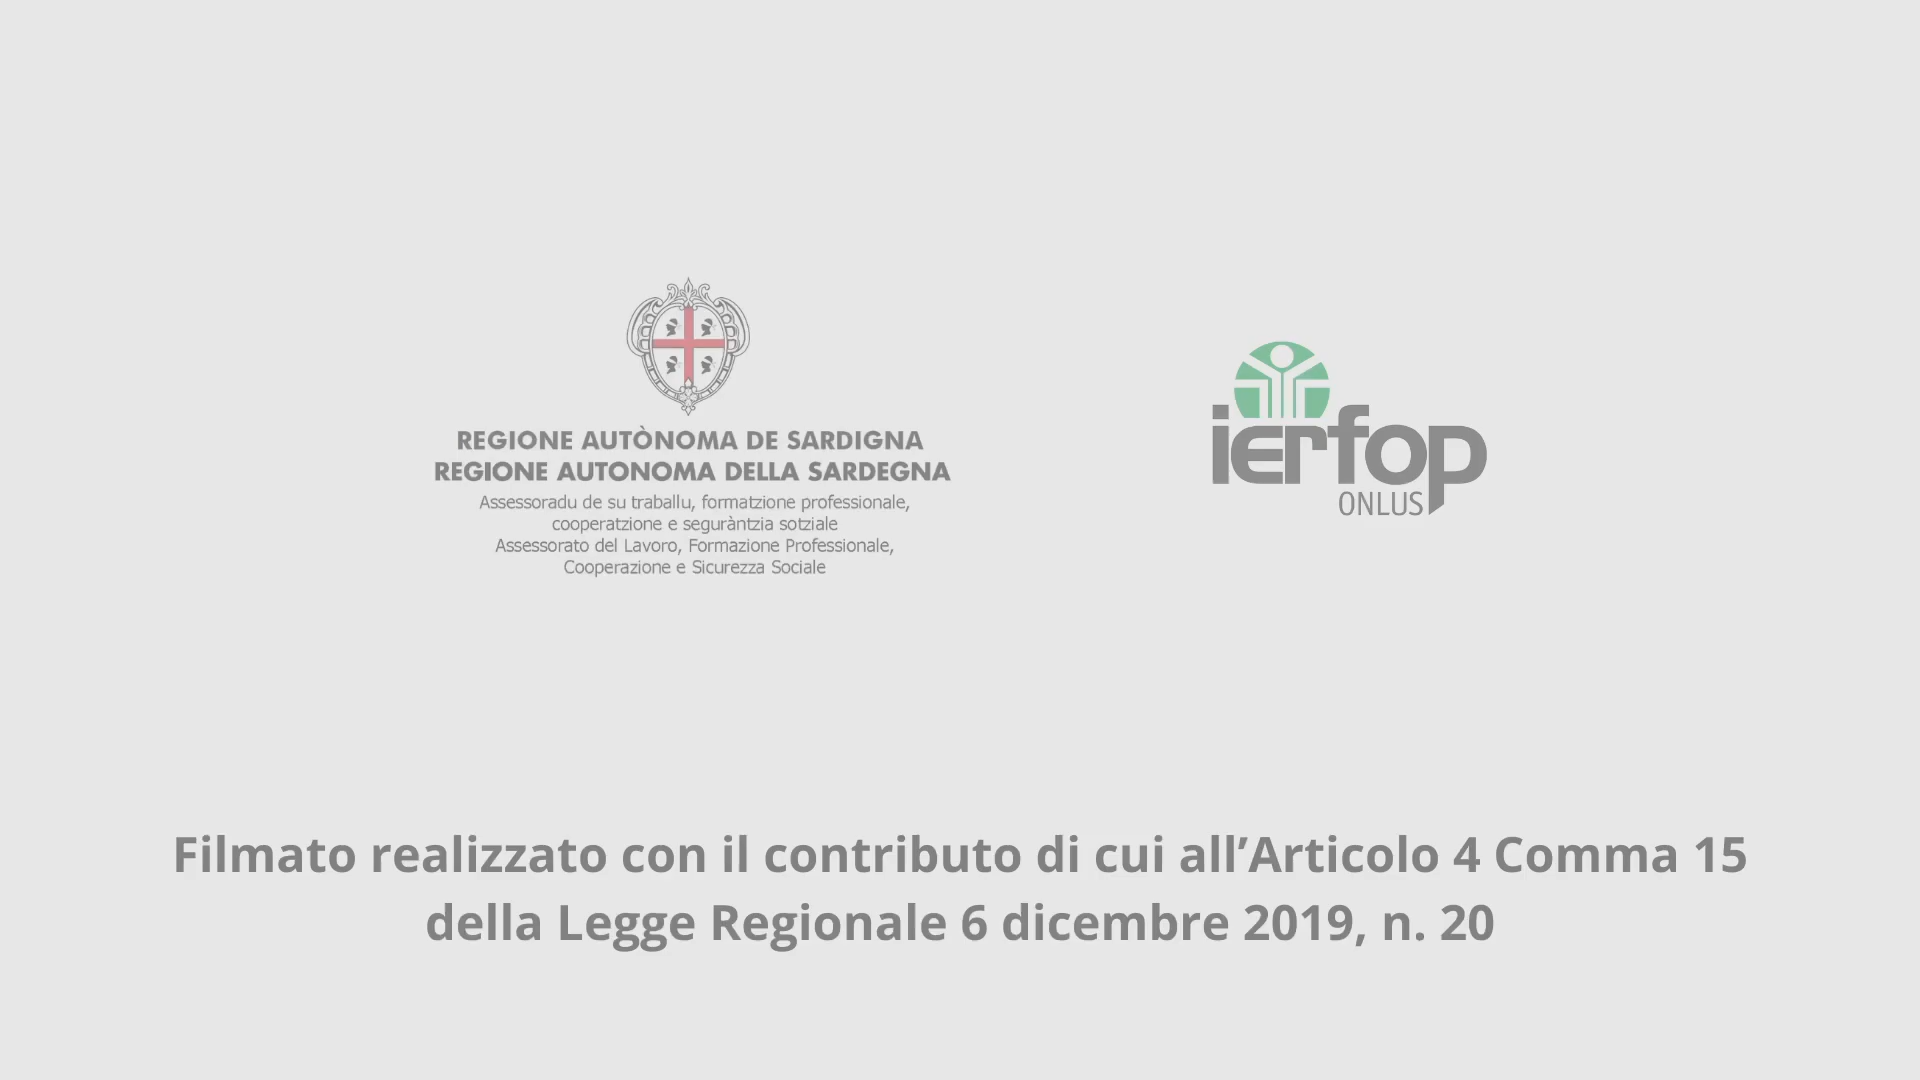 REGIONE AUTÒNOMA DE SARDIGNA
REGIONE AUTONOMA DELLA SARDEGNA
Assessoradu de su traballu, formatzione professionale,
cooperatzione e seguràntzia sotziale
Assessorato del Lavoro, Formazione Professionale,
Cooperazione e Sicurezza Sociale
ierfop
ONLUS
Filmato realizzato con il contributo di cui all’Articolo 4 Comma 15
della Legge Regionale 6 dicembre 2019, n. 20